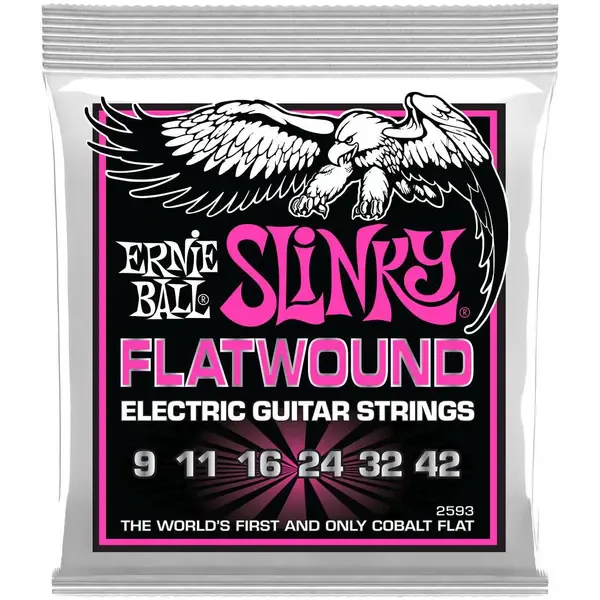 ERNIE BALL® SLINKY®
FLATWOUND
ELECTRIC GUITAR STRINGS
9 11 16 24 32 42
2593
THE WORLD'S FIRST AND ONLY COBALT FLAT